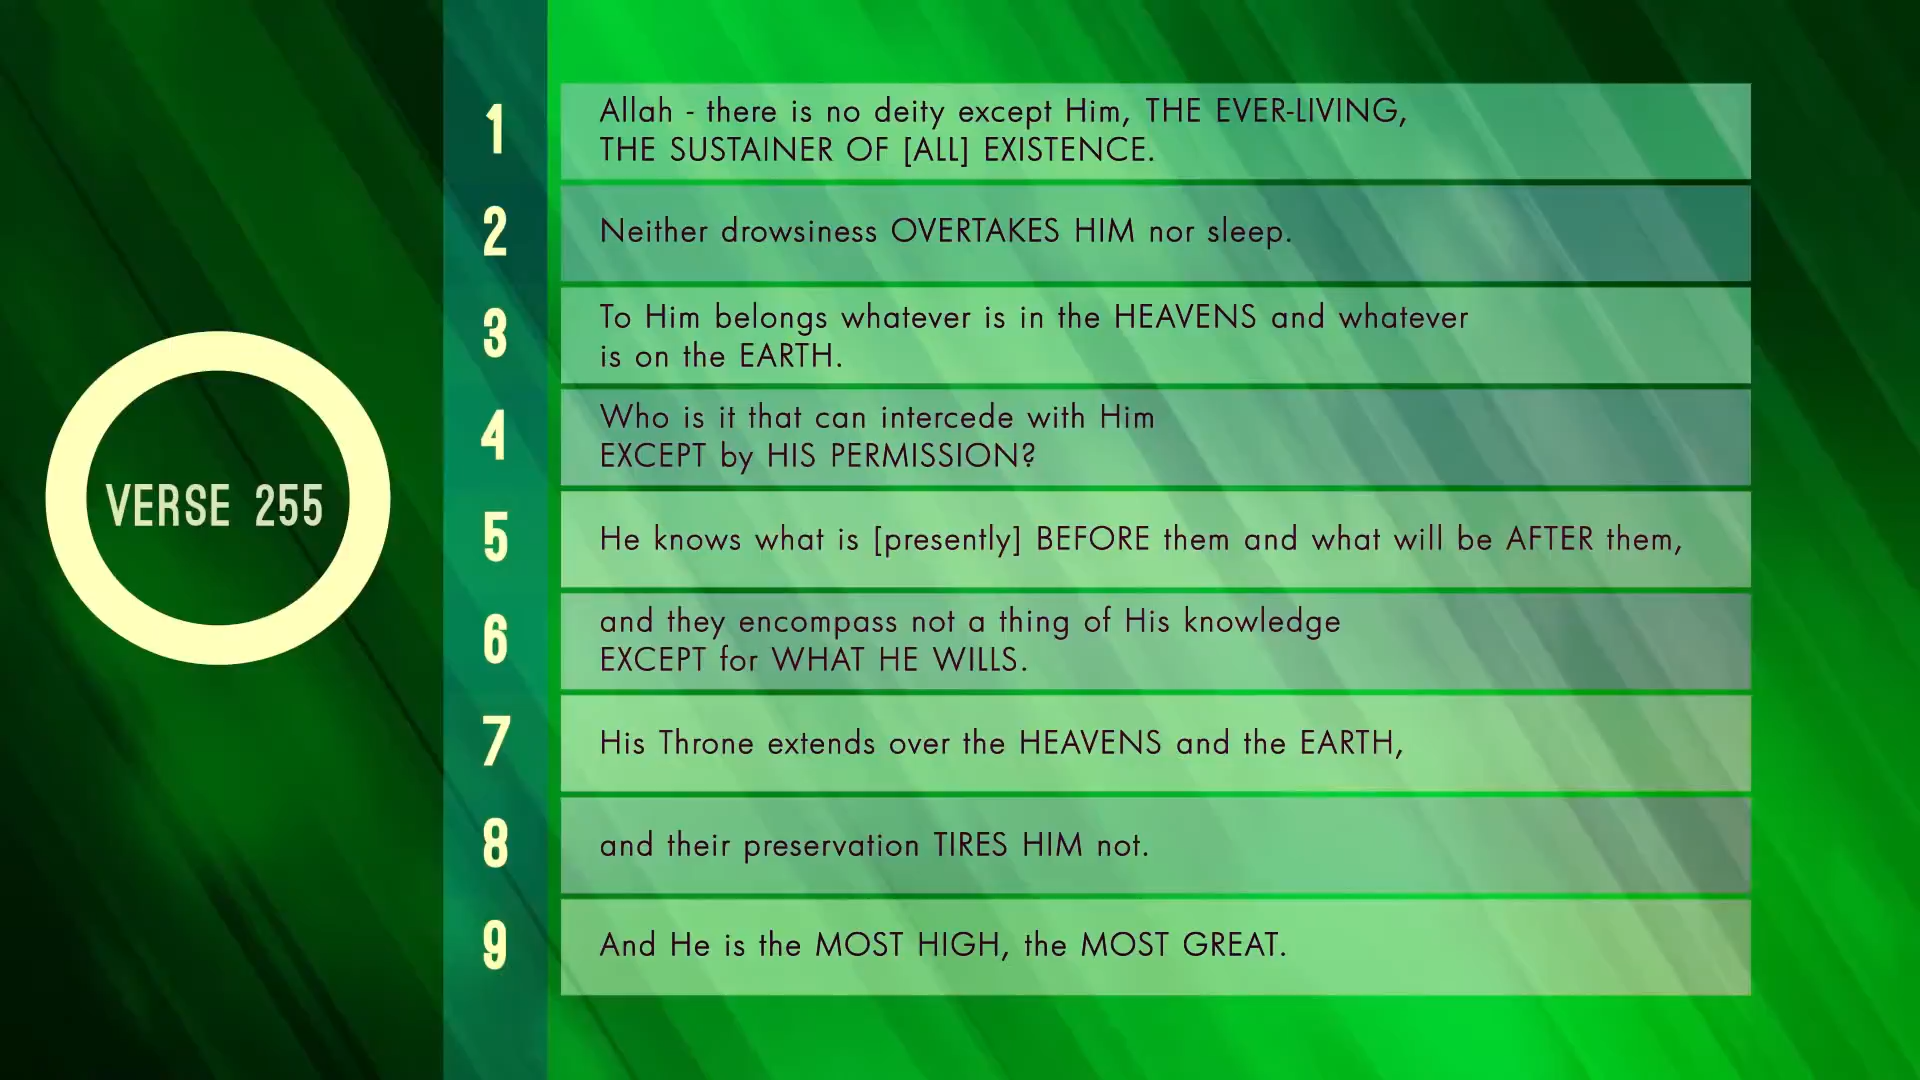 VERSE 255
1
Allah - there is no deity except Him, THE EVER-LIVING,
THE SUSTAINER OF [ALL] EXISTENCE.
2
Neither drowsiness OVERTAKES HIM nor sleep.
3
To Him belongs whatever is in the HEAVENS and whatever
is on the EARTH.
4
Who is it that can intercede with Him
EXCEPT by HIS PERMISSION?
5
He knows what is [presently] BEFORE them and what will be AFTER them,
6
and they encompass not a thing of His knowledge
EXCEPT for WHAT HE WILLS.
7
His Throne extends over the HEAVENS and the EARTH,
8
and their preservation TIRES HIM not.
9
And He is the MOST HIGH, the MOST GREAT.